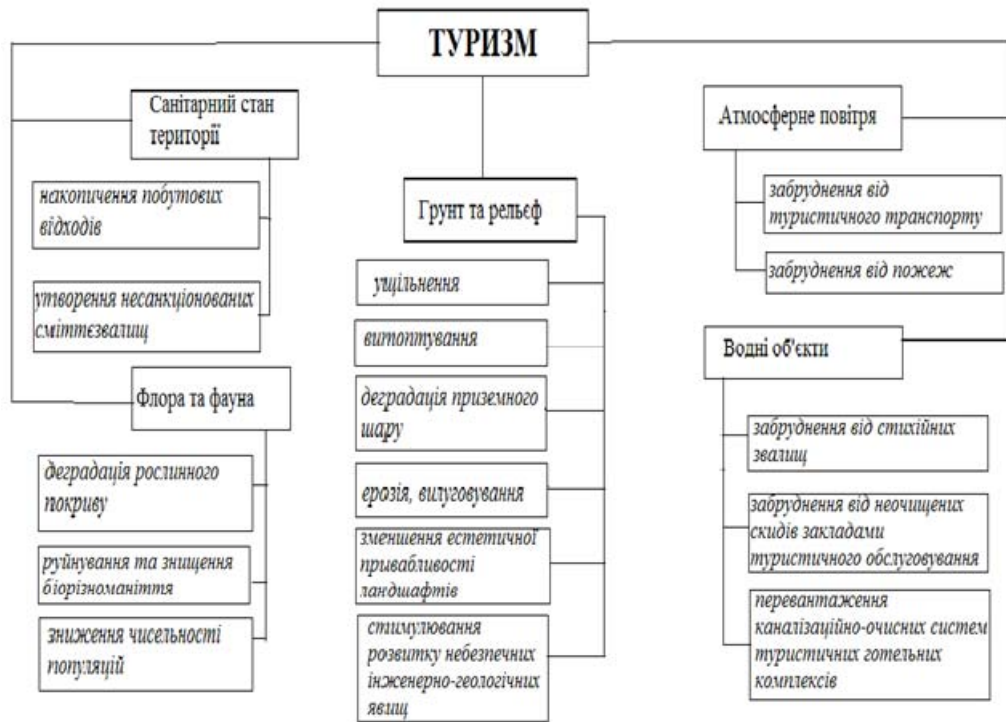 ТУРИЗМ
Санітарний стан
території
накопичення побутових
відходів
утворення несанкціонованих
сміттєзвалищ
Флора та фауна
деградація рослинного
покриву
руйнування та знищення
біорізноманіття
зниження чисельності
популяцій
Грунт та рельєф
ущільнення
витоптування
деградація приземного
шару
ерозія, вилуговування
зменшення естетичної
привабливості
ландшафтів
стимулювання
розвитку небезпечних
інженерно-геологічних
явищ
Атмосферне повітря
забруднення від
туристичного транспорту
забруднення від пожеж
Водні об'єкти
забруднення від стихійних
звалищ
забруднення від неочищених
скидів закладами
туристичного обслуговування
перевантаження
каналізаційно-очисних систем
туристичних готельних
комплексів